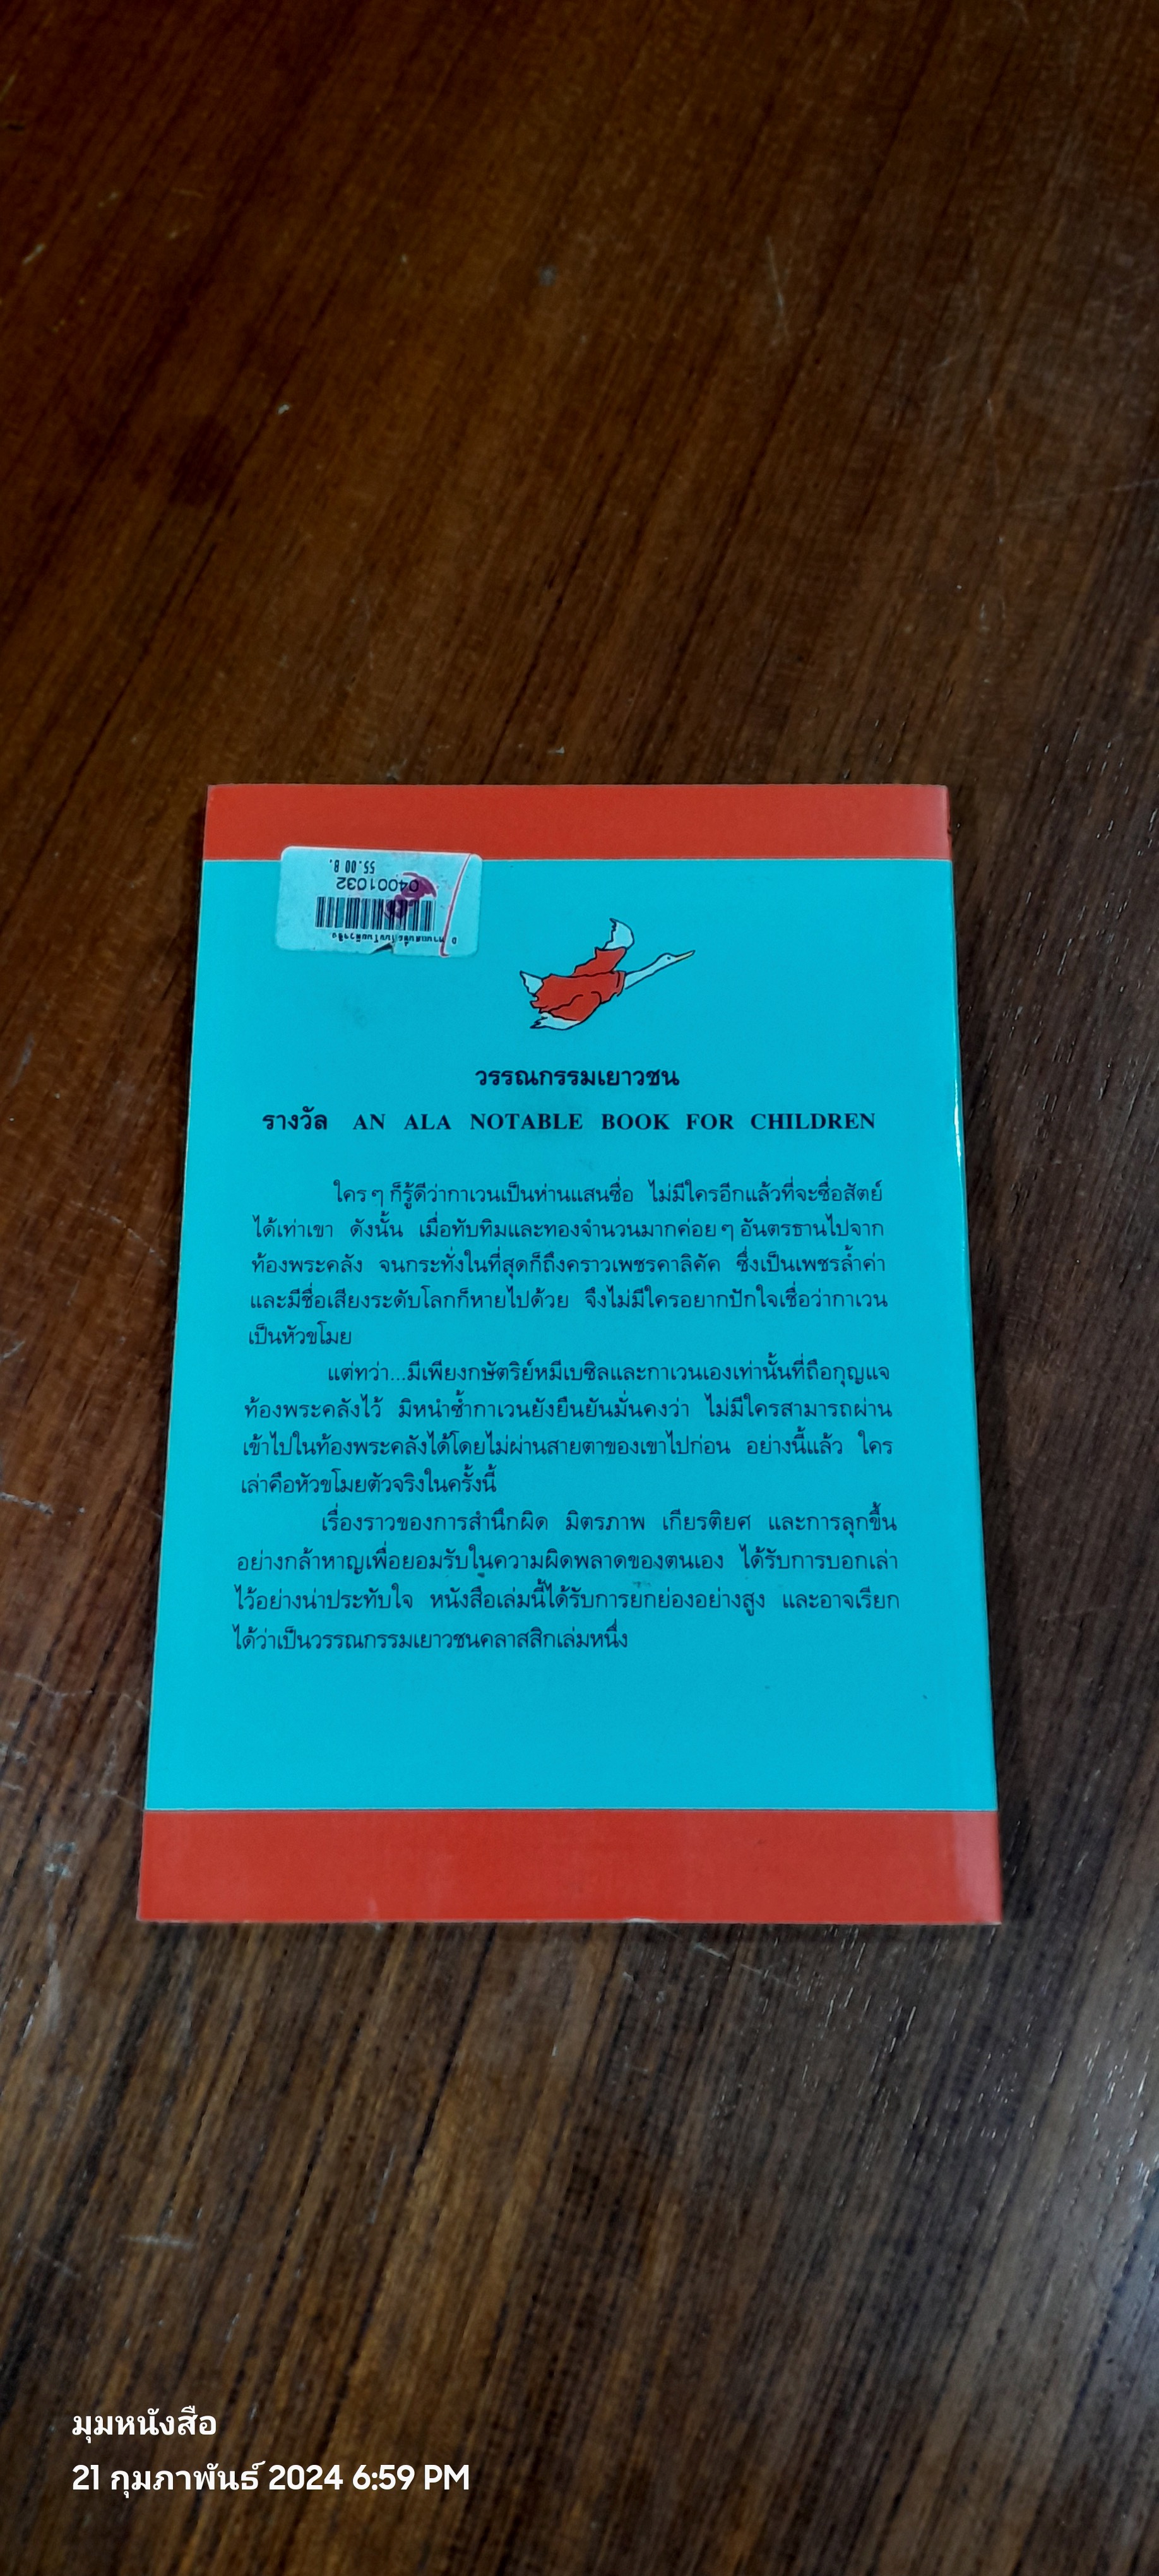 55.00 B.
04001032
วรรณกรรมเยาวชน
รางวัล AN ALA NOTABLE BOOK FOR CHILDREN
ใคร ๆ ก็รู้ดีว่ากาเวนเป็นห่านแสนซื่อ ไม่มีใครอีกแล้วที่จะซื่อสัตย์
ได้เท่าเขา ดังนั้น เมื่อทับทิมและทองจำนวนมากค่อย ๆ อันตรธานไปจาก
ท้องพระคลัง จนกระทั่งในที่สุดก็ถึงคราวเพชรคาลิคัค ซึ่งเป็นเพชรล้ำค่า
และมีชื่อเสียงระดับโลกก็หายไปด้วย จึงไม่มีใครอยากปักใจเชื่อว่ากาเวน
เป็นหัวขโมย
แต่ทว่า...มีเพียงกษัตริย์หมีเบซิลและกาเวนเองเท่านั้นที่ถือกุญแจ
ท้องพระคลังไว้ มิหนำซ้ำกาเวนยังยืนยันมั่นคงว่า ไม่มีใครสามารถผ่าน
เข้าไปในท้องพระคลังได้โดยไม่ผ่านสายตาของเขาไปก่อน อย่างนี้แล้ว ใคร
เล่าคือหัวขโมยตัวจริงในครั้งนี้
เรื่องราวของการสำนึกผิด มิตรภาพ เกียรติยศ และการลุกขึ้น
อย่างกล้าหาญเพื่อยอมรับในความผิดพลาดของตนเอง ได้รับการบอกเล่า
ไว้อย่างน่าประทับใจ หนังสือเล่มนี้ได้รับการยกย่องอย่างสูง และอาจเรียก
ได้ว่าเป็นวรรณกรรมเยาวชนคลาสสิกเล่มหนึ่ง
มุมหนังสือ
21 กุมภาพันธ์ 2024 6:59 PM